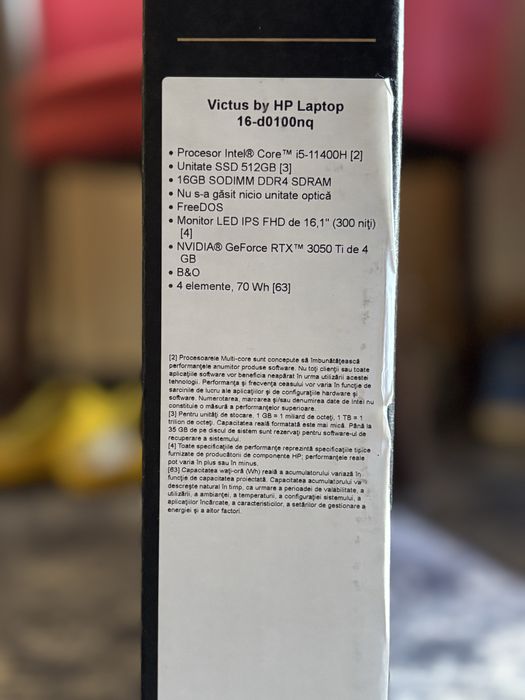 Victus by HP Laptop
16-d0100nq
• Procesor Intel® Core™ i5-11400H [2]
• Unitate SSD 512GB [3]
• 16GB SODIMM DDR4 SDRAM
• Nu s-a găsit nicio unitate optică
• FreeDOS
• Monitor LED IPS FHD de 16,1" (300 niți)
[4]
• NVIDIA® GeForce RTX™ 3050 Ti de 4
GB
• B&O
• 4 elemente, 70 Wh [63]
[2] Procesoarele Multi-core sunt concepute să îmbunătățească
performanțele anumitor produse software. Nu toți clienții sau toate
aplicațiile software vor beneficia neapărat în urma utilizării acestei
tehnologii. Performanța și frecvența ceasului vor varia în funcție de
sarcinile de lucru ale aplicației și de configurațiile hardware și
software. Numerotarea, marcarea și/sau denumirea date de Intel nu
constituie o măsură a performanțelor superioare.
[3] Pentru unități de stocare, 1 GB = 1 miliard de octeți, 1 TB = 1
trilion de octeți. Capacitatea reală formatată este mai mică. Până la
35 GB de pe discul de sistem sunt rezervați pentru software-ul de
recuperare a sistemului.
[4] Toate specificațiile de performanțe reprezintă specificațiile tipice
furnizate de producătorii de componente HP; performanțele reale
pot varia în plus sau în minus.
[63] Capacitatea wați-oră (Wh) reală a acumulatorului variază în
funcție de capacitatea proiectată. Capacitatea acumulatorului va
descrește natural în timp, ca urmare a perioadei de valabilitate, a
utilizării, a ambianței, a temperaturii, a configurației sistemului, a
aplicațiilor încărcate, a caracteristicilor, a setărilor de gestionare a
energiei și a altor factori.